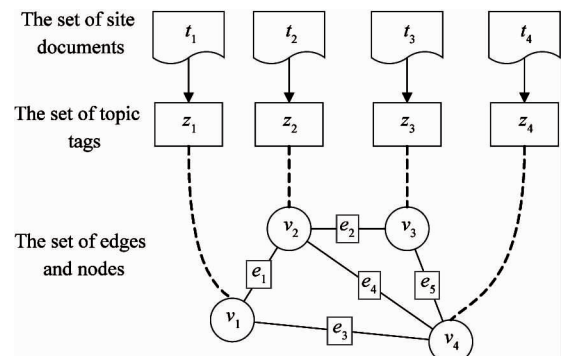 The set of site
documents
t1 t2 t3 t4
The set of topic
tags
z1 z2 z3 z4
v2 e2 v3
The set of edges
and nodes
e1 e4 e5
v1 e3 v4